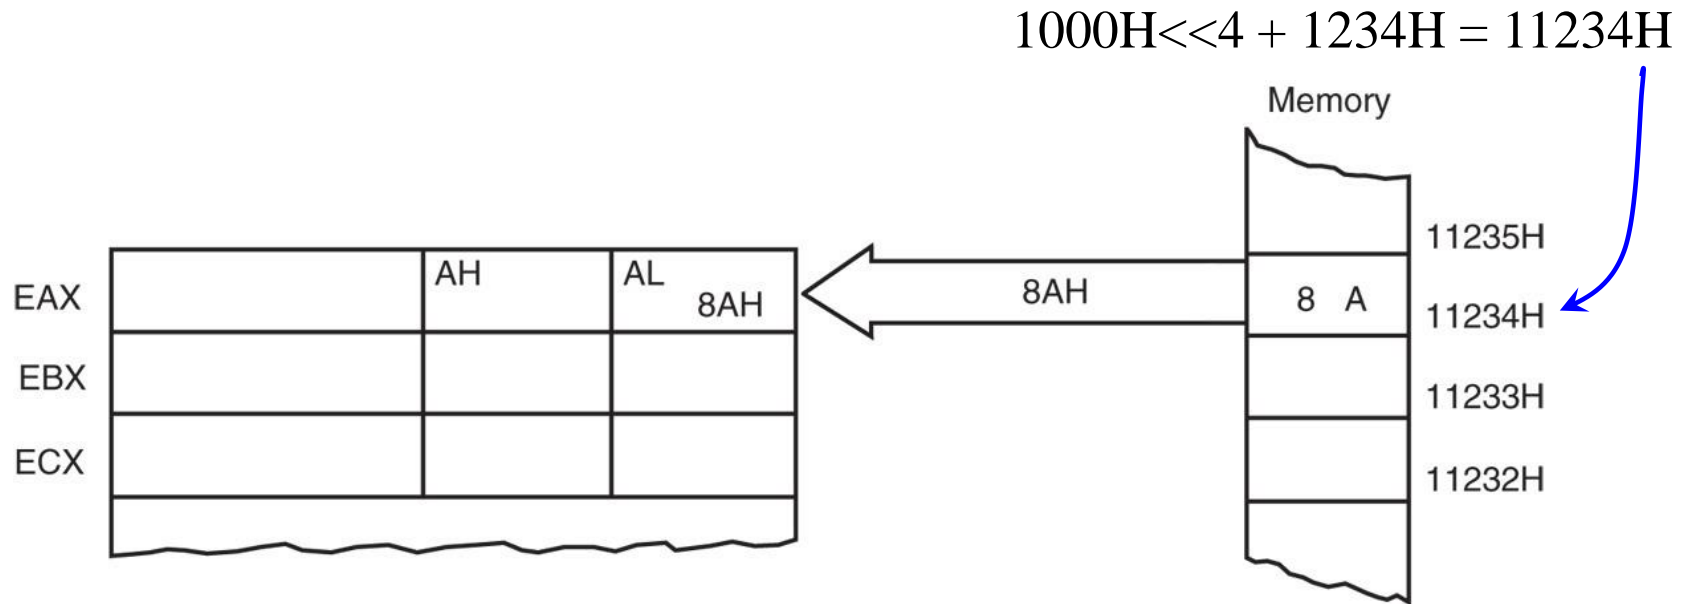 1000H<<4 + 1234H = 11234H
Memory
11235H
EAX
AH
AL
8AH
8AH
8 A
11234H
EBX
11233H
ECX
11232H